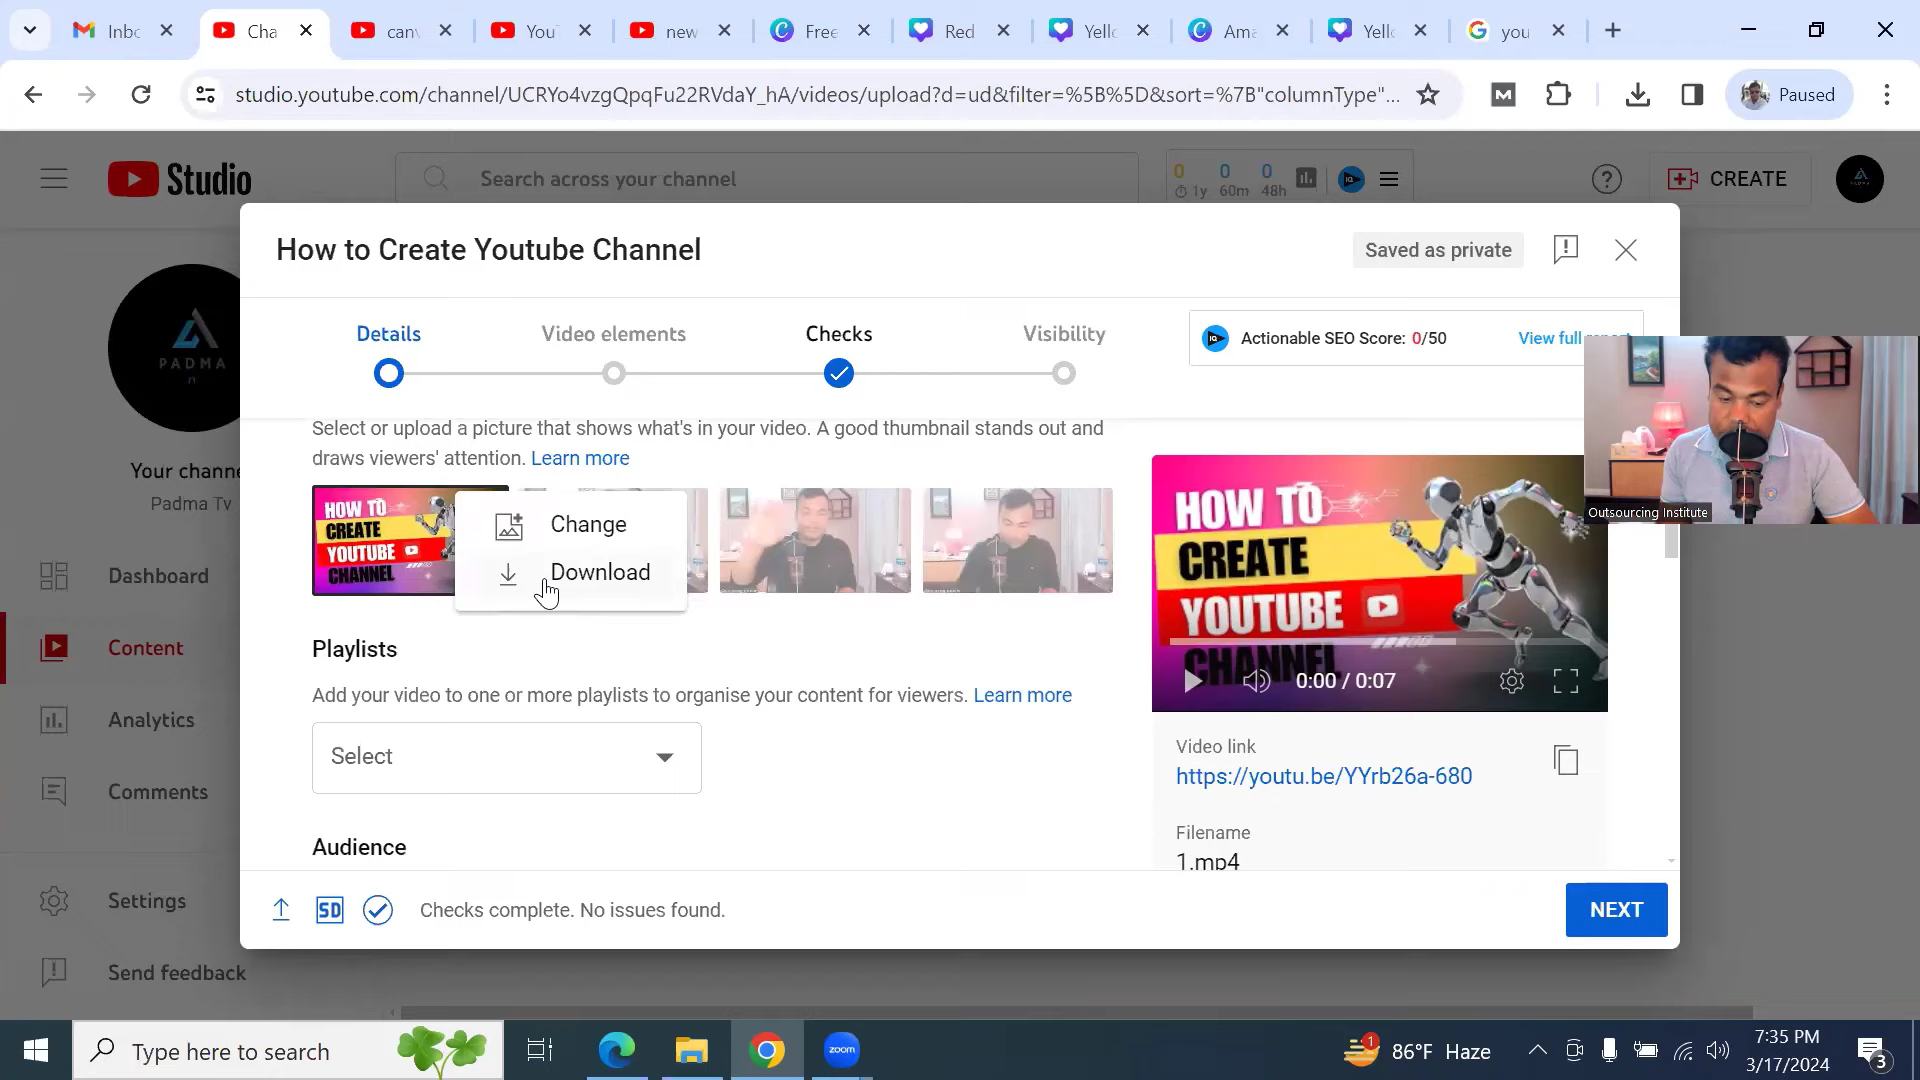 Inbc
Cha
can
You
new
Free
Red
Yello
Ama
Yello
you
studio.youtube.com/channel/UCRYo4vzgQpqFu22RVdaY_hA/videos/upload?d=ud&filter=%5B%5D&sort=%7B"columnType"...
Paused
Studio
Search across your channel
0 0 0
1y 60m 48h
CREATE
How to Create Youtube Channel
Saved as private
Details
Video elements
Checks
Visibility
Actionable SEO Score: 0/50
View full report
Select or upload a picture that shows what's in your video. A good thumbnail stands out and
draws viewers' attention. Learn more
HOW TO
CREATE
YOUTUBE
CHANNEL
Change
Download
HOW TO
CREATE
YOUTUBE
CHANNEL
0:00 / 0:07
Outsourcing Institute
PADMA
Your channe
Padma Tv
Dashboard
Content
Analytics
Comments
Settings
Send feedback
Playlists
Add your video to one or more playlists to organise your content for viewers. Learn more
Select
Audience
Video link
https://youtu.be/YYrb26a-680
Filename
1.mp4
SD
Checks complete. No issues found.
NEXT
Type here to search
zoom
1
86°F Haze
7:35 PM
3/17/2024
3